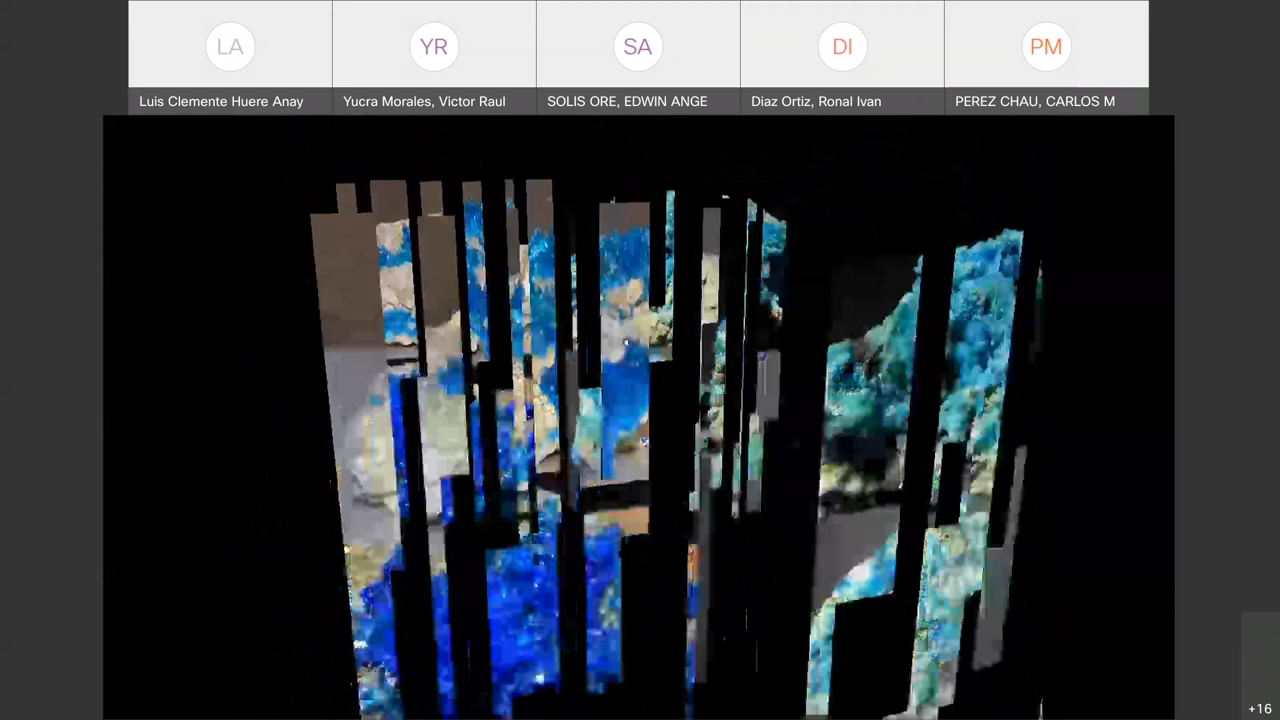 LA
YR
SA
DI
PM
Luis Clemente Huere Anay
Yucra Morales, Victor Raul
SOLIS ORE, EDWIN ANGE
Diaz Ortiz, Ronal Ivan
PEREZ CHAU, CARLOS M
+16